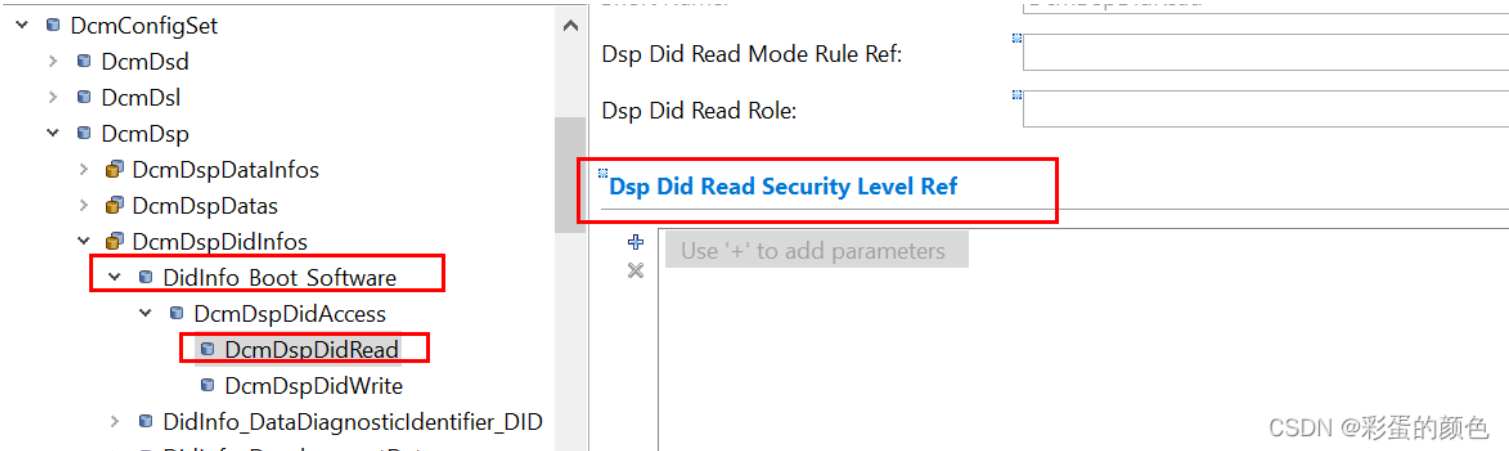 DcmConfigSet
DcmDsd
DcmDsl
DcmDsp
DcmDspDataInfos
DcmDspDatas
DcmDspDidInfos
DidInfo_Boot_Software
DcmDspDidAccess
DcmDspDidRead
DcmDspDidWrite
DidInfo_DataDiagnosticIdentifier_DID
Dsp Did Read Mode Rule Ref:
Dsp Did Read Role:
Dsp Did Read Security Level Ref
Use '+' to add parameters
CSDN @彩蛋的颜色